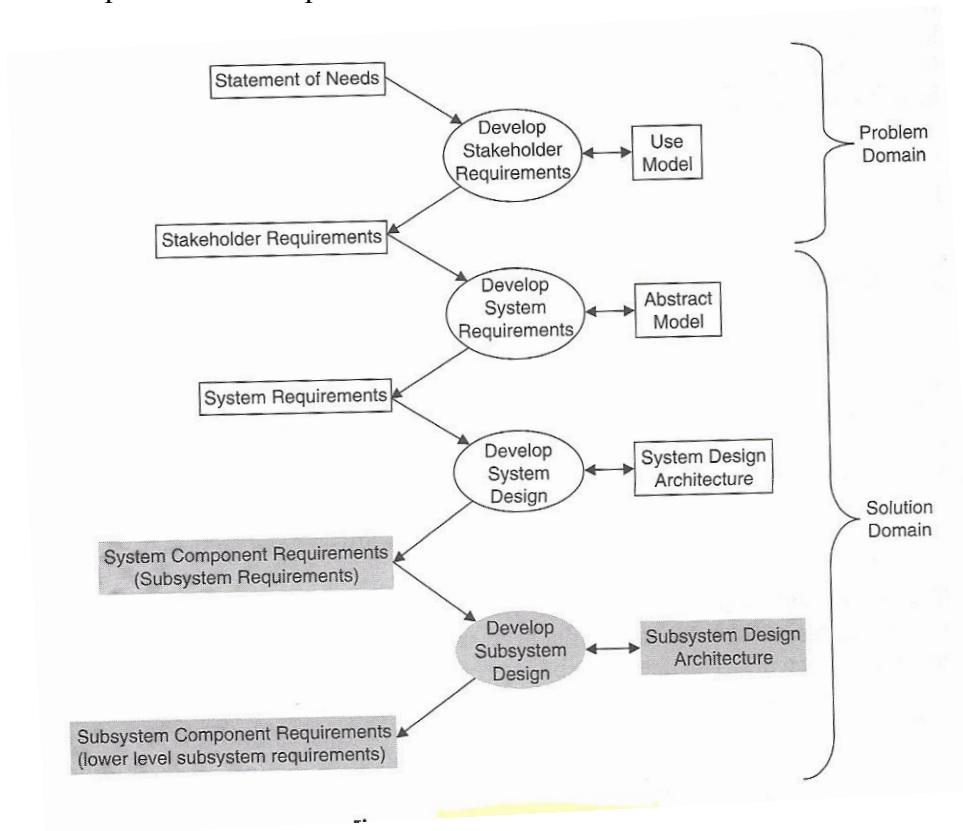 Statement of Needs
Develop
Stakeholder
Requirements
Use
Model
Problem
Domain
Stakeholder Requirements
Develop
System
Requirements
Abstract
Model
System Requirements
Develop
System
Design
System Design
Architecture
Solution
Domain
System Component Requirements
(Subsystem Requirements)
Develop
Subsystem
Design
Subsystem Design
Architecture
Subsystem Component Requirements
(lower level subsystem requirements)